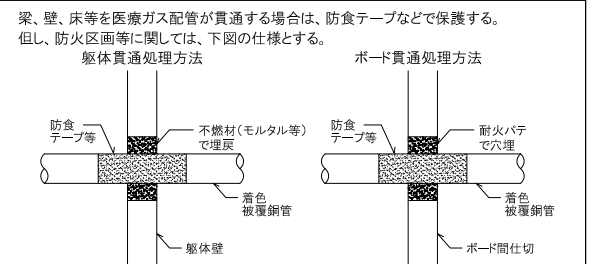 梁、壁、床等を医療ガス配管が貫通する場合は、防食テープなどで保護する。
但し、防火区画等に関しては、下図の仕様とする。
躯体貫通処理方法
防食
テープ等
不燃材(モルタル等)
で埋戻
着色
被覆銅管
躯体壁
ボード貫通処理方法
防食
テープ等
耐火パテ
で穴埋
着色
被覆銅管
ボード間仕切